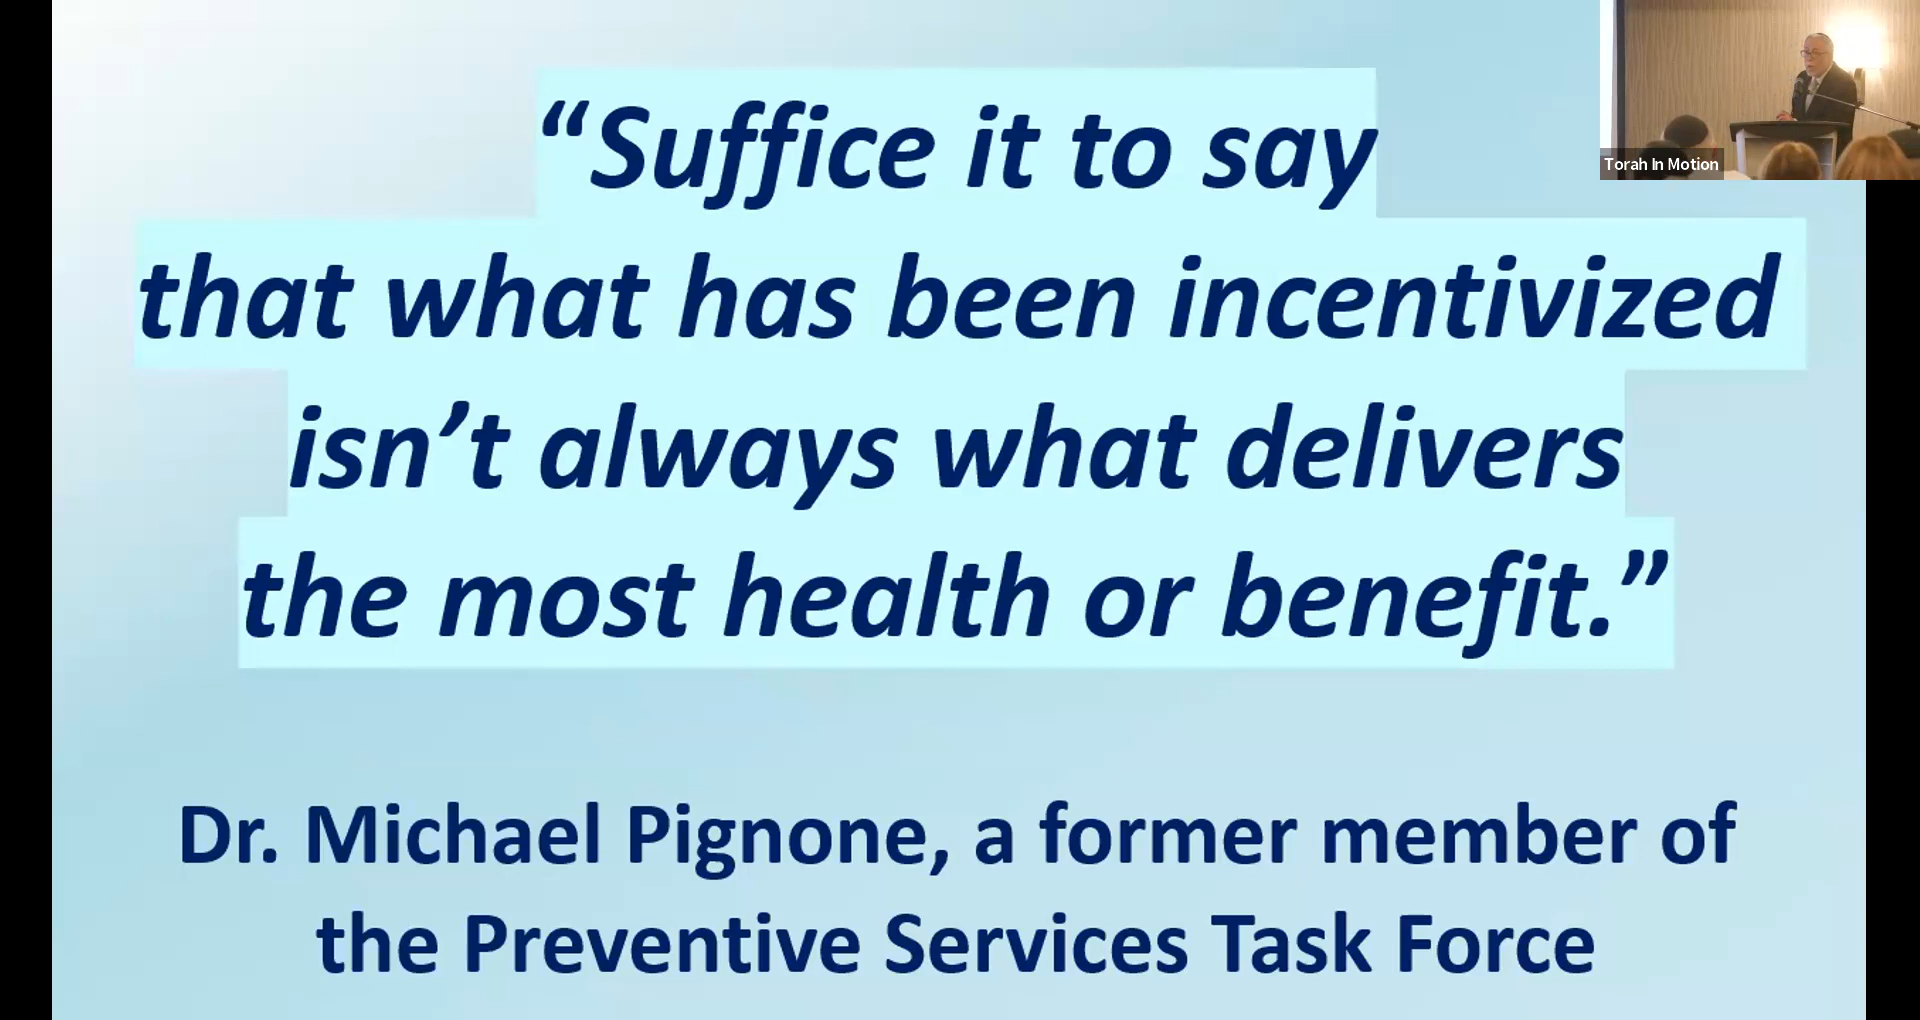 “Suffice it to say
that what has been incentivized
isn’t always what delivers
the most health or benefit.”
Dr. Michael Pignone, a former member of
the Preventive Services Task Force
Torah In Motion